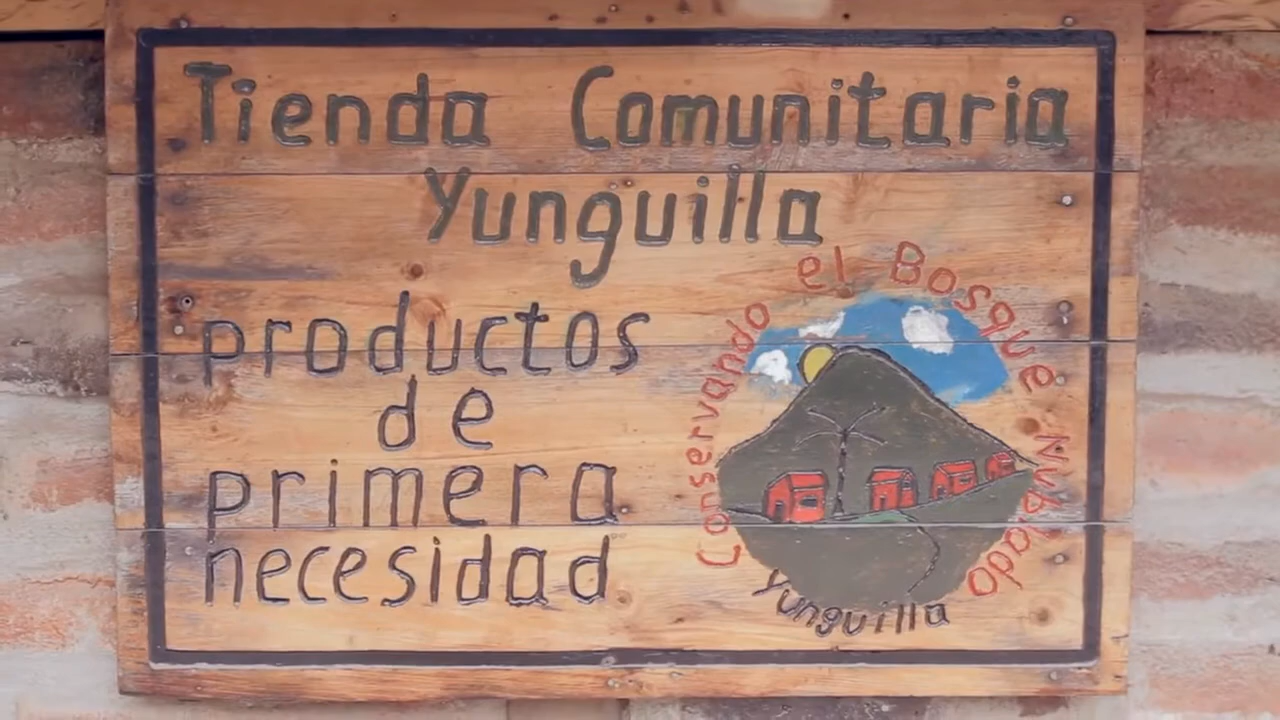 Tienda Comunitaria
Yunguilla
productos
de
primera
necesidad
Conservando el Bosque Nublado
Yunguilla